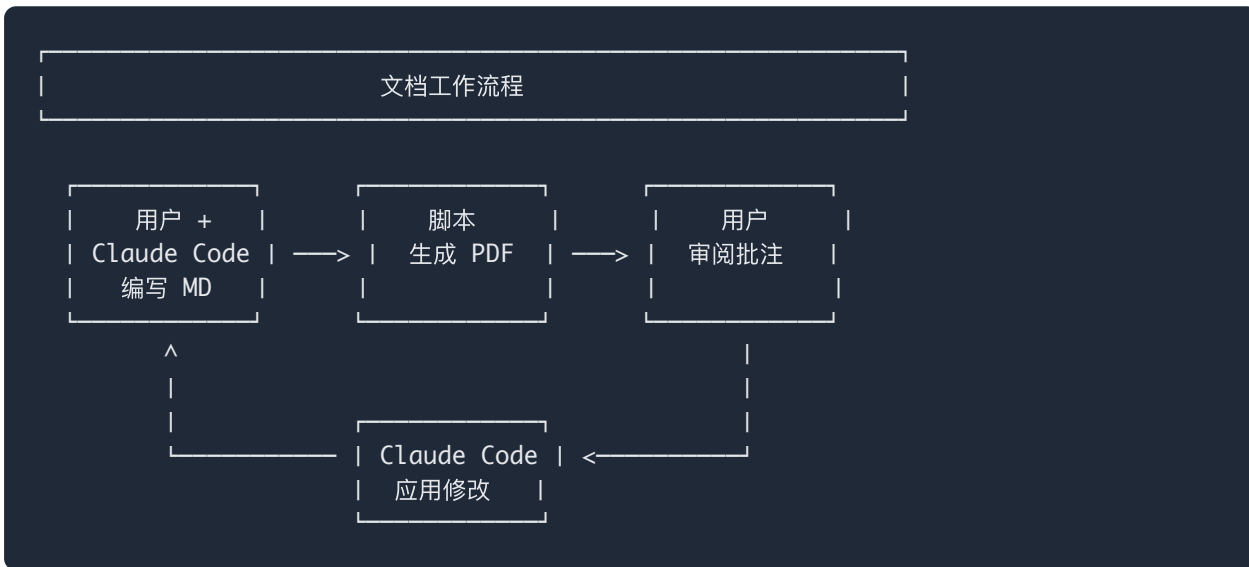 文档工作流程
用户 +
Claude Code
编写 MD
脚本
生成 PDF
用户
审阅批注
Claude Code
应用修改